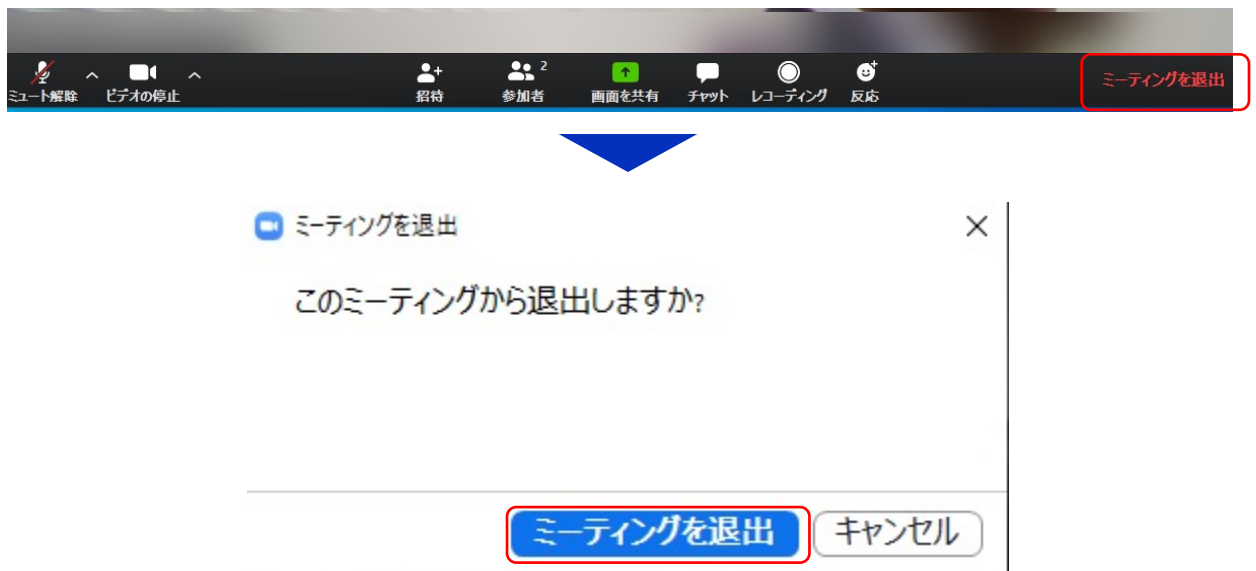 2
ミュート解除 ビデオの停止 招待 参加者 画面を共有 チャット レコーディング 反応 ミーティングを退出
ミーティングを退出
このミーティングから退出しますか?
ミーティングを退出 キャンセル